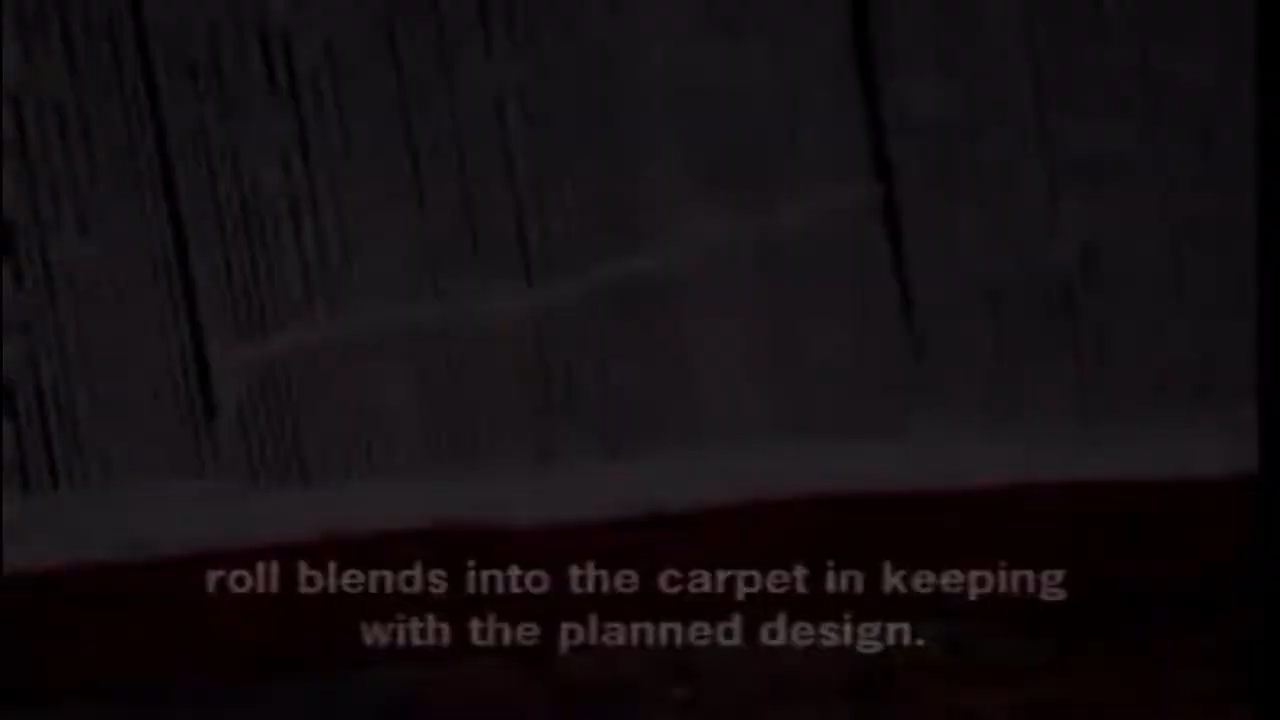 roll blends into the carpet in keeping
with the planned design.